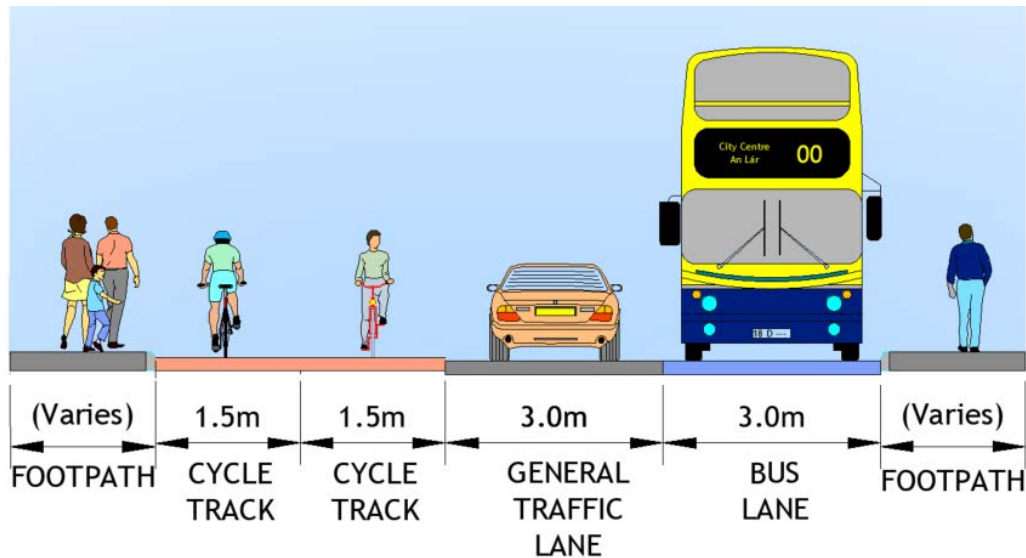 City Centre
An Lár
00
18 D ---
(Varies)
1.5m
1.5m
3.0m
3.0m
(Varies)
FOOTPATH
CYCLE
TRACK
CYCLE
TRACK
GENERAL
TRAFFIC
LANE
BUS
LANE
FOOTPATH